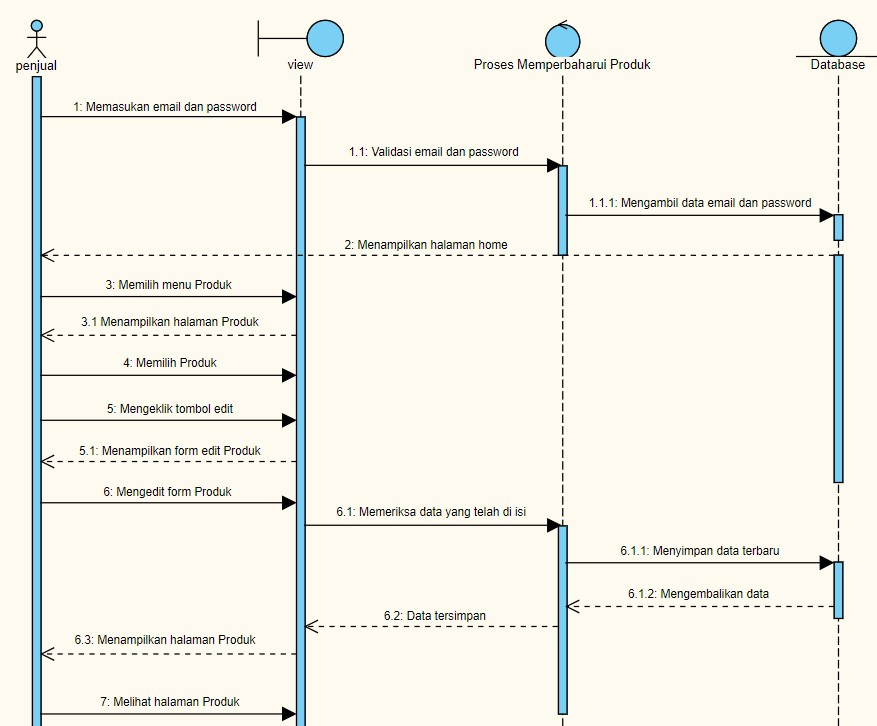 penjual
view
Proses Memperbaharui Produk
Database
1: Memasukan email dan password
1.1: Validasi email dan password
1.1.1: Mengambil data email dan password
2: Menampilkan halaman home
3: Memilih menu Produk
3.1 Menampilkan halaman Produk
4: Memilih Produk
5: Mengeklik tombol edit
5.1: Menampilkan form edit Produk
6: Mengedit form Produk
6.1: Memeriksa data yang telah di isi
6.1.1: Menyimpan data terbaru
6.1.2: Mengembalikan data
6.2: Data tersimpan
6.3: Menampilkan halaman Produk
7: Melihat halaman Produk